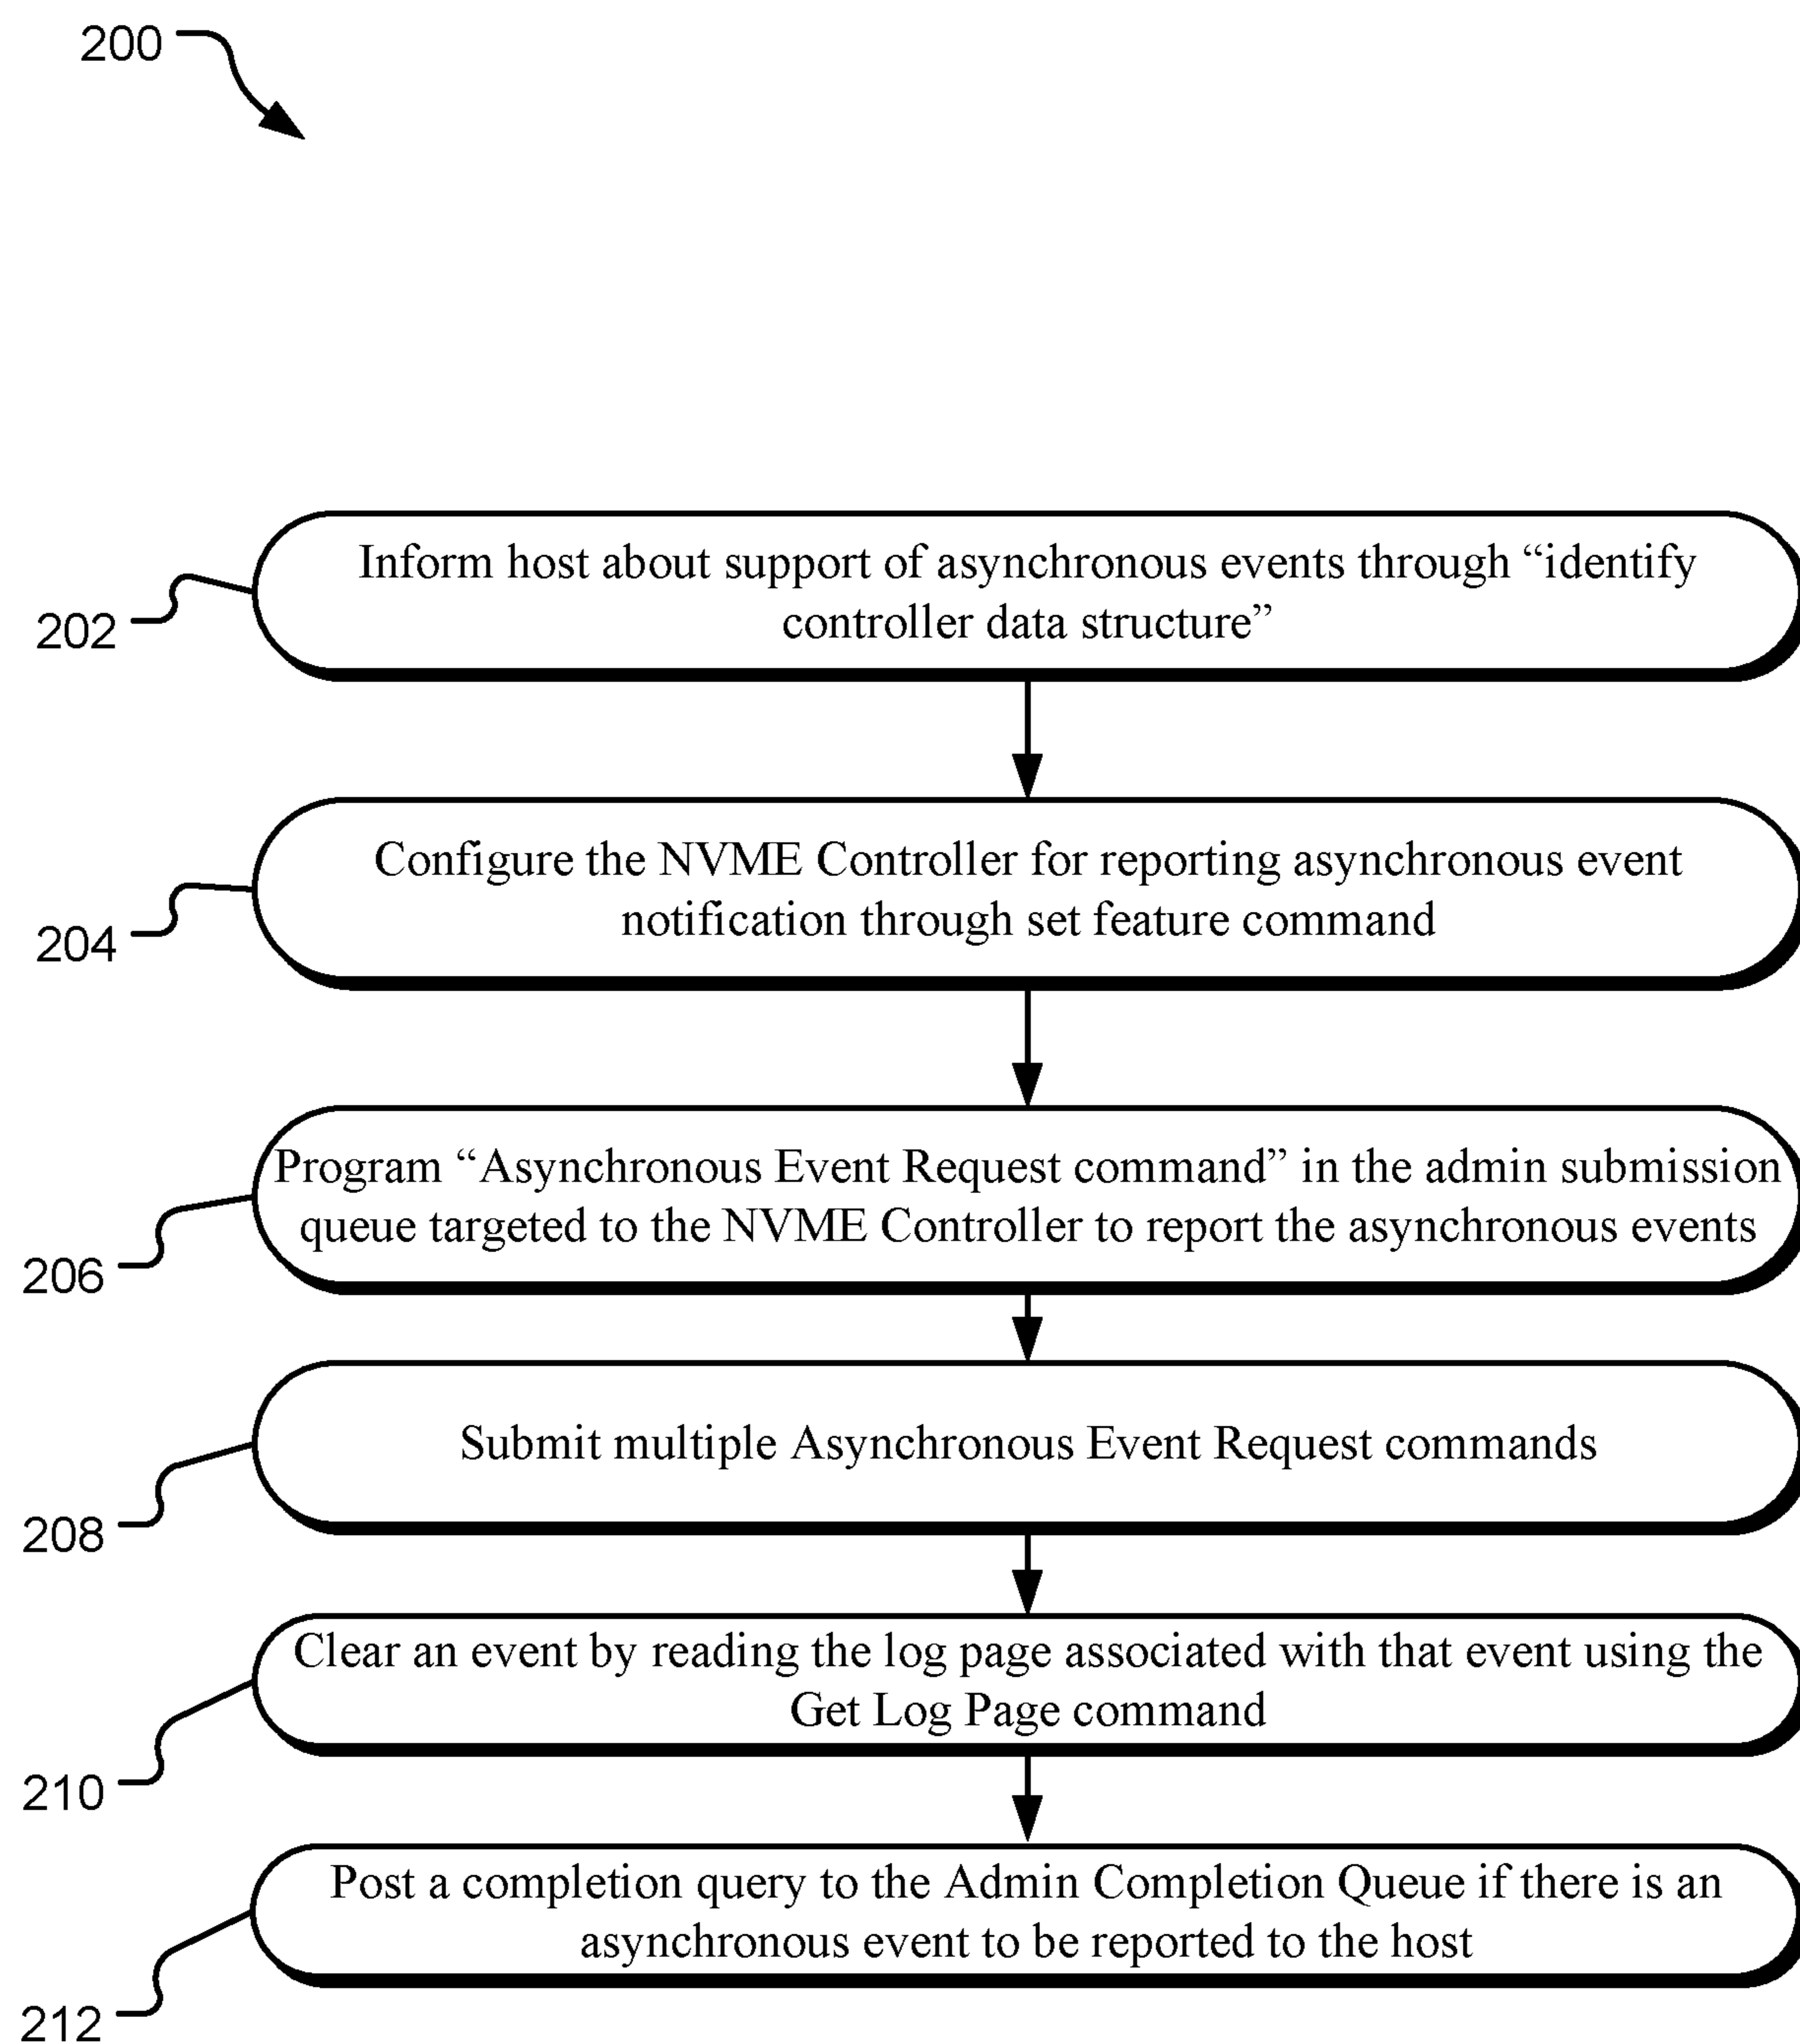 200
Inform host about support of asynchronous events through “identify
controller data structure”
202
Configure the NVME Controller for reporting asynchronous event
notification through set feature command
204
Program “Asynchronous Event Request command” in the admin submission
queue targeted to the NVME Controller to report the asynchronous events
206
Submit multiple Asynchronous Event Request commands
208
Clear an event by reading the log page associated with that event using the
Get Log Page command
210
Post a completion query to the Admin Completion Queue if there is an
asynchronous event to be reported to the host
212